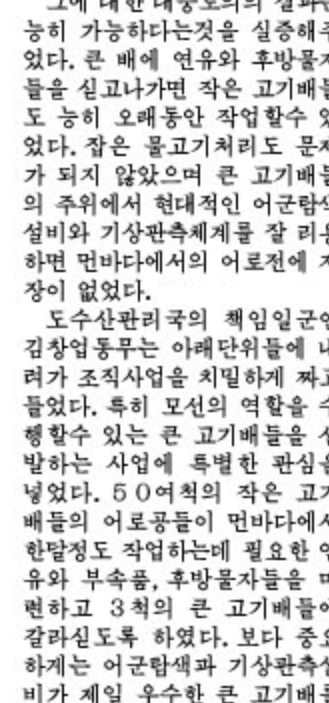 그에 대한 대중토의의 결과는
능히 가능하다는것을 실증해주
었다. 큰 배에 연유와 후방물자
들을 싣고나가면 작은 고기배들
도 능히 오래동안 작업할수 있
었다. 잡은 물고기처리도 문제
가 되지 않았으며 큰 고기배들
의 주위에서 현대적인 어군탐색
설비와 기상관측체계를 잘 리용
하면 먼바다에서의 어로전에 지
장이 없었다.
도수산관리국의 책임일군인
김창업동무는 아래단위들에 내
려가 조직사업을 치밀하게 짜고
들었다. 특히 모선의 역할을 수
행할수 있는 큰 고기배들을 선
발하는 사업에 특별한 관심을
넣었다. 50여척의 작은 고기
배들의 어로공들이 먼바다에서
한달정도 작업하는데 필요한 연
유와 부속품, 후방물자들을 마
련하고 3척의 큰 고기배들에
갈라싣도록 하였다. 보다 중요
하게는 어군탐색과 기상관측설
비가 제일 우수한 큰 고기배들